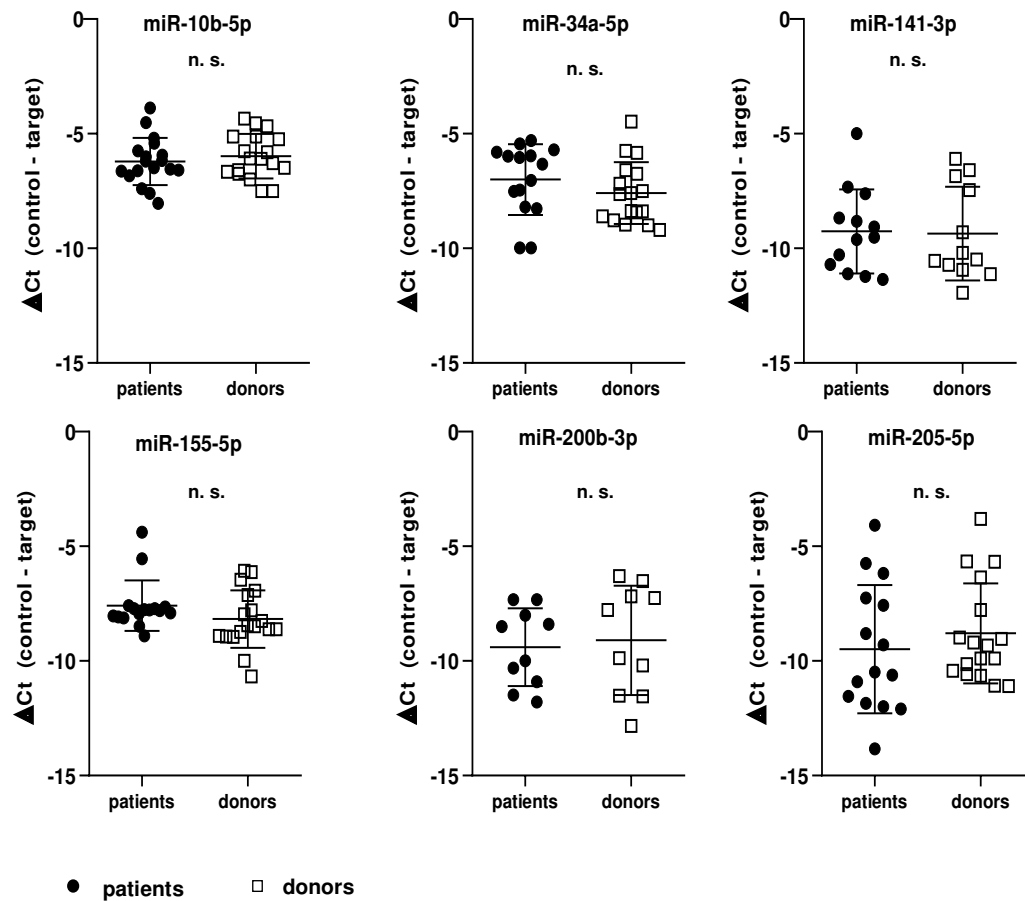 miR-10b-5p
n. s.
0
-5
-10
-15
ΔCt (control - target)
patients
donors
miR-34a-5p
n. s.
0
-5
-10
-15
ΔCt (control - target)
patients
donors
miR-141-3p
n. s.
0
-5
-10
-15
ΔCt (control - target)
patients
donors
miR-155-5p
n. s.
0
-5
-10
-15
ΔCt (control - target)
patients
donors
miR-200b-3p
n. s.
0
-5
-10
-15
ΔCt (control - target)
patients
donors
miR-205-5p
n. s.
0
-5
-10
-15
ΔCt (control - target)
patients
donors
patients
donors